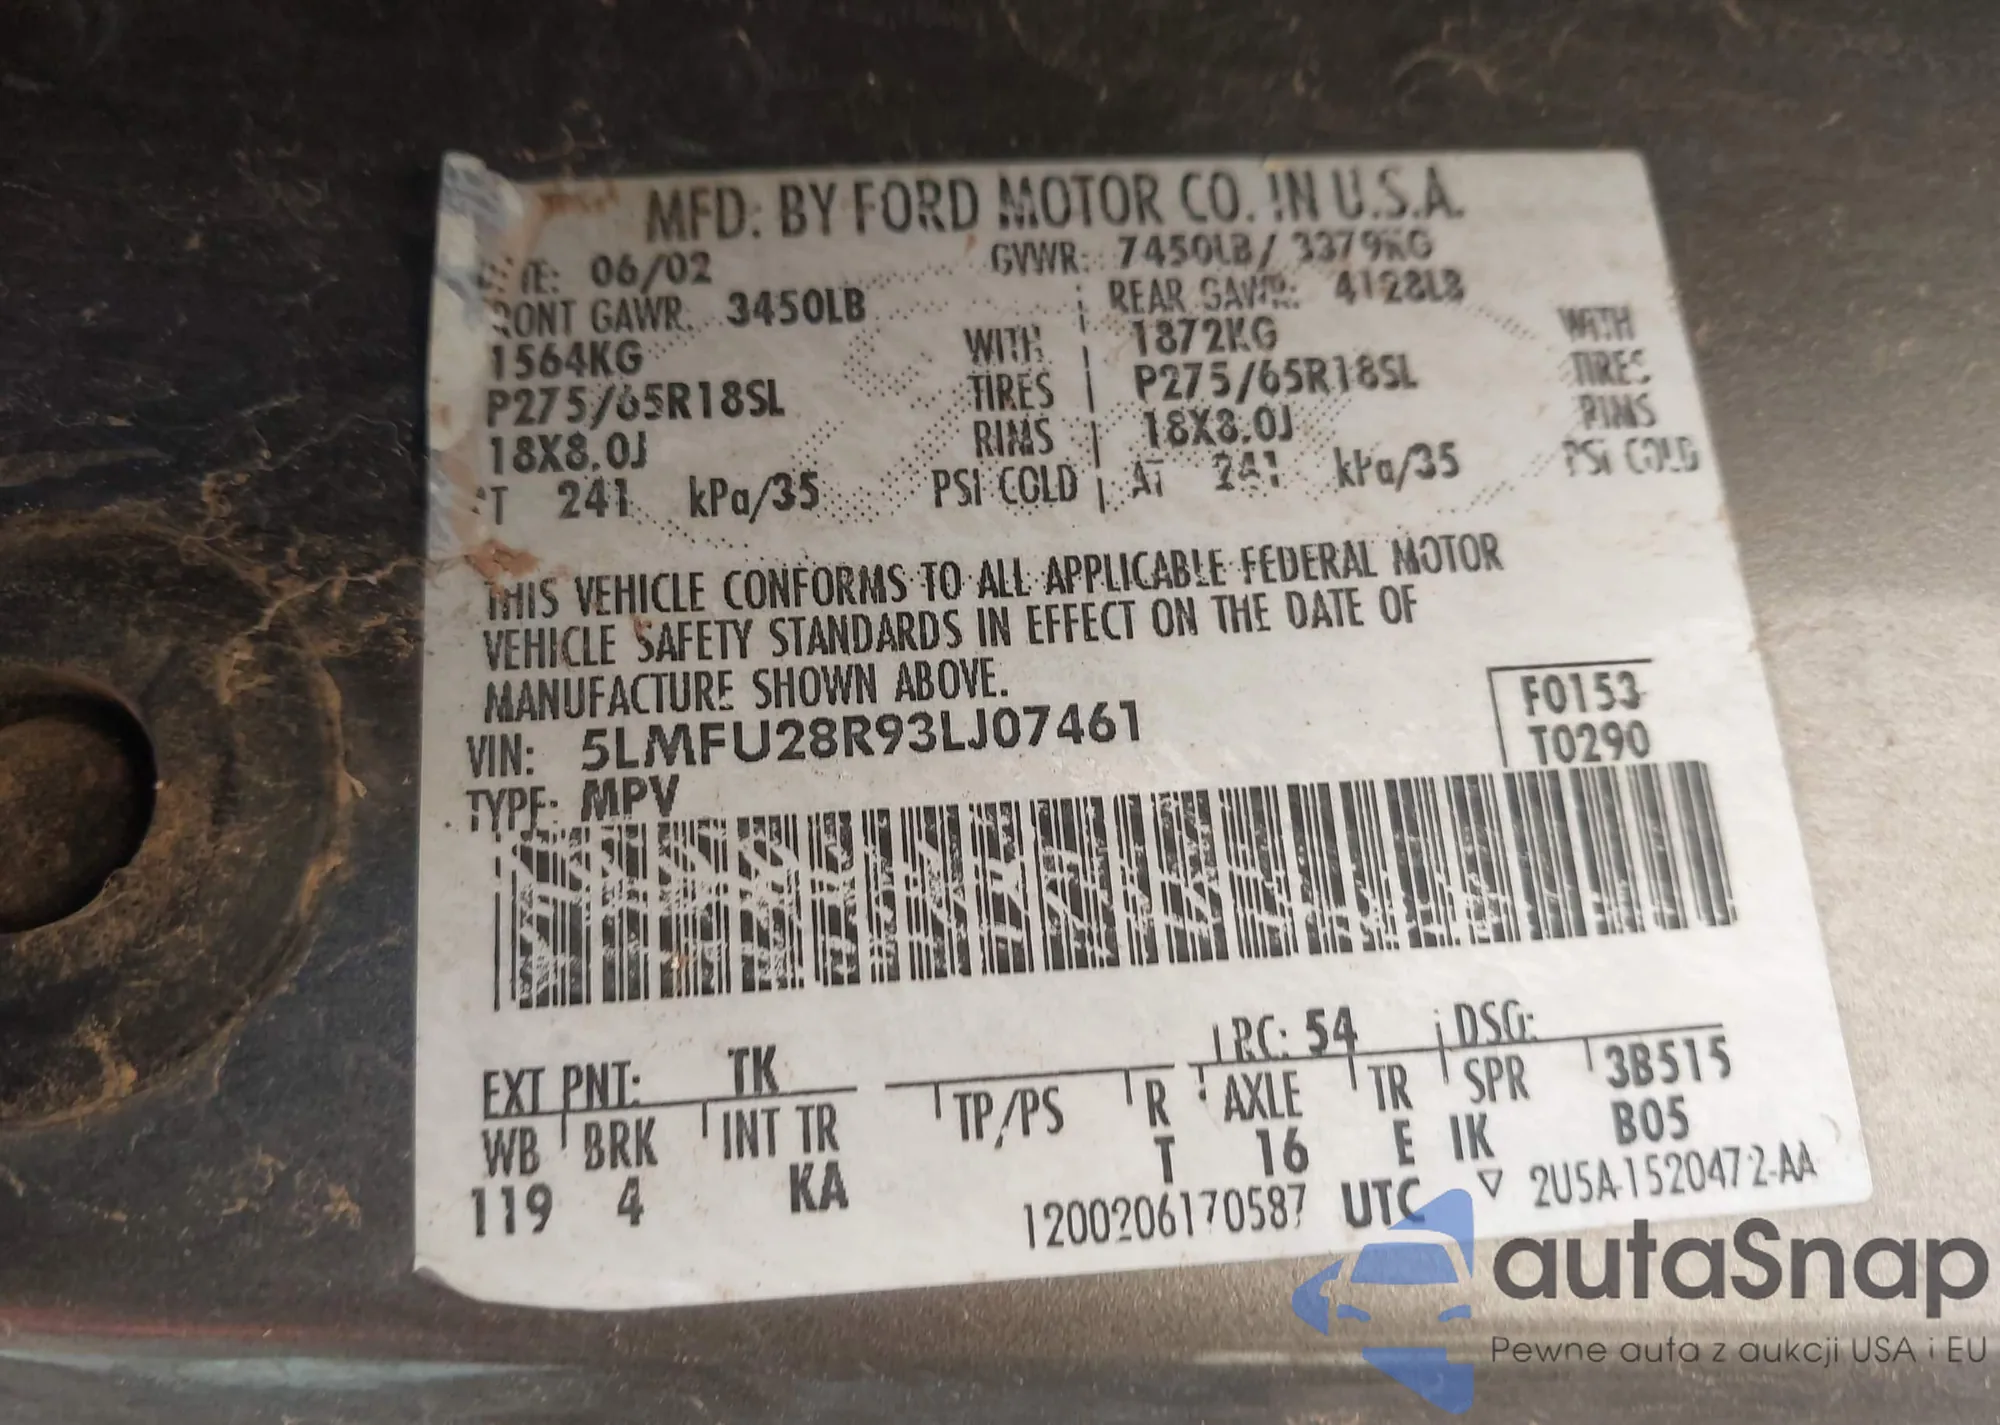 MFD. BY FORD MOTOR CO. IN U.S.A.
06/02 GVWR: 7450LB/ 3379KG
GAWR: 3450LB REAR GAWR: 4128LB
1564KG WITH 1872KG WITH
P275/65R18SL TIRES P275/65R18SL TIRES
18X8.0J RIMS 18X8.0J RIMS
241 kPa/35 PSI COLD AT 241 kPa/35 PSI COLD
THIS VEHICLE CONFORMS TO ALL APPLICABLE FEDERAL MOTOR
VEHICLE SAFETY STANDARDS IN EFFECT ON THE DATE OF
MANUFACTURE SHOWN ABOVE.
VIN: 5LMFU28R93LJ07461
F0153
T0290
TYPE: MPV
EXT PNT: TK RC: 54 DSO:
WB BRK INT TR TP/PS R AXLE TR SPR 3B515
119 4 KA T 16 E IK B05
1200206170587 UTC ▽ 2U5A-1520472-AA
autaSnap
Pewne auta z aukcji USA i EU